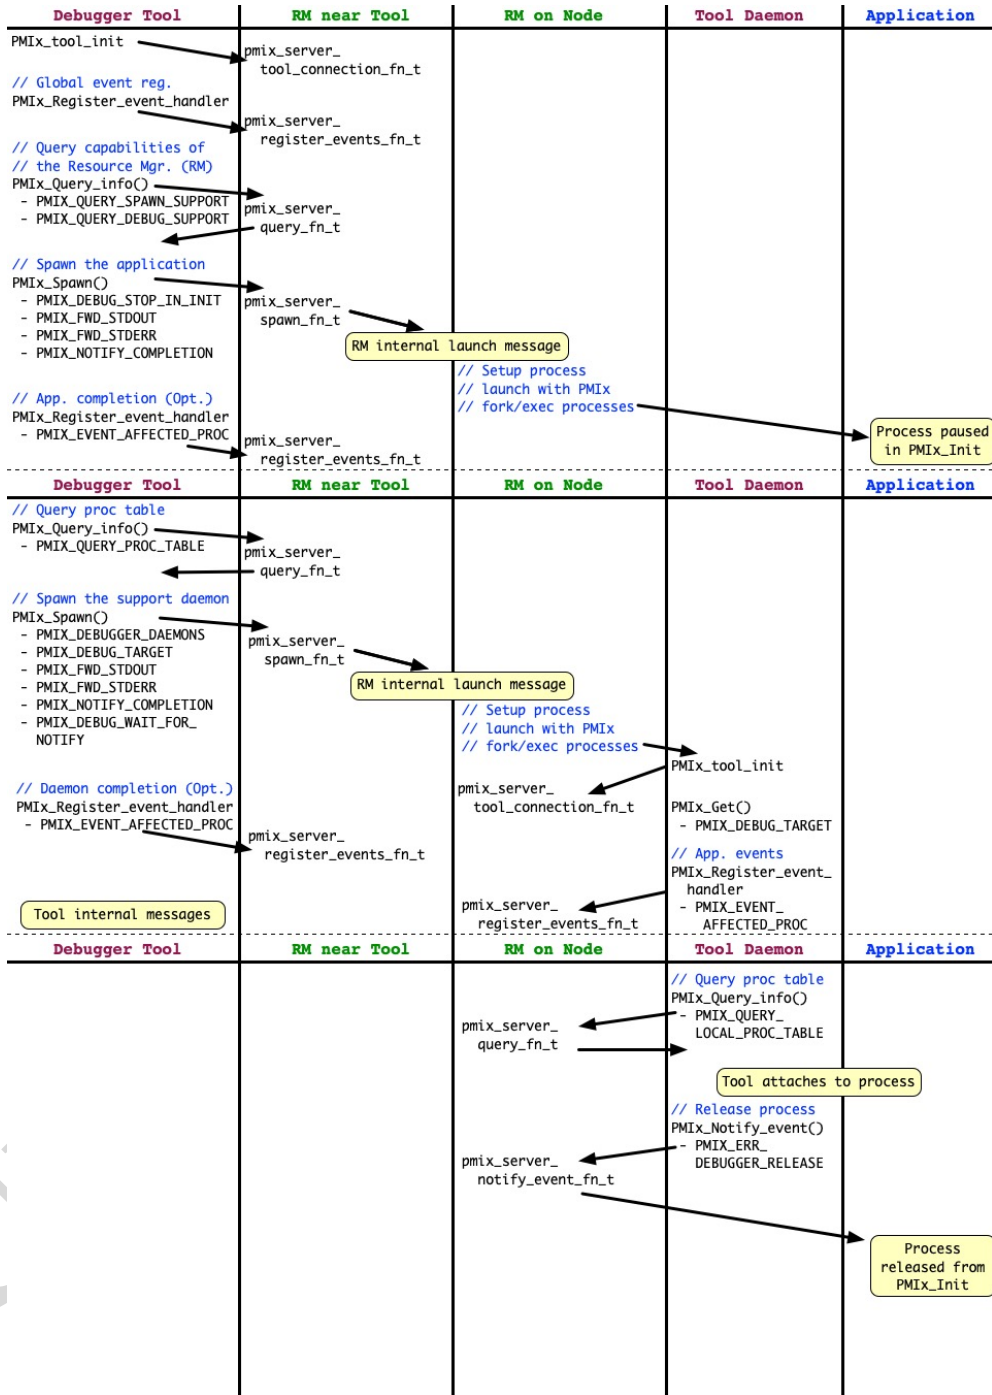 Debugger Tool RM near Tool RM on Node Tool Daemon Application
PMIx_tool_init
pmix_server_
tool_connection_fn_t
// Global event reg.
PMIx_Register_event_handler
pmix_server_
register_events_fn_t
// Query capabilities of
// the Resource Mgr. (RM)
PMIx_Query_info()
- PMIX_QUERY_SPAWN_SUPPORT
- PMIX_QUERY_DEBUG_SUPPORT
pmix_server_
query_fn_t
// Spawn the application
PMIx_Spawn()
- PMIX_DEBUG_STOP_IN_INIT
- PMIX_FWD_STDOUT
- PMIX_FWD_STDERR
- PMIX_NOTIFY_COMPLETION
pmix_server_
spawn_fn_t
RM internal launch message
// Setup process
// launch with PMIx
// fork/exec processes
Process paused
in PMIx_Init
// App. completion (Opt.)
PMIx_Register_event_handler
- PMIX_EVENT_AFFECTED_PROC
pmix_server_
register_events_fn_t
Debugger Tool RM near Tool RM on Node Tool Daemon Application
// Query proc table
PMIx_Query_info()
- PMIX_QUERY_PROC_TABLE
pmix_server_
query_fn_t
// Spawn the support daemon
PMIx_Spawn()
- PMIX_DEBUGGER_DAEMONS
- PMIX_DEBUG_TARGET
- PMIX_FWD_STDOUT
- PMIX_FWD_STDERR
- PMIX_NOTIFY_COMPLETION
- PMIX_DEBUG_WAIT_FOR_
NOTIFY
pmix_server_
spawn_fn_t
RM internal launch message
// Setup process
// launch with PMIx
// fork/exec processes
PMIx_tool_init
pmix_server_
tool_connection_fn_t
PMIx_Get()
- PMIX_DEBUG_TARGET
// Daemon completion (Opt.)
PMIx_Register_event_handler
- PMIX_EVENT_AFFECTED_PROC
pmix_server_
register_events_fn_t
// App. events
PMIx_Register_event_
handler
- PMIX_EVENT_
AFFECTED_PROC
pmix_server_
register_events_fn_t
Tool internal messages
Debugger Tool RM near Tool RM on Node Tool Daemon Application
// Query proc table
PMIx_Query_info()
- PMIX_QUERY_
LOCAL_PROC_TABLE
pmix_server_
query_fn_t
Tool attaches to process
// Release process
PMIx_Notify_event()
- PMIX_ERR_
DEBUGGER_RELEASE
pmix_server_
notify_event_fn_t
Process
released from
PMIx_Init